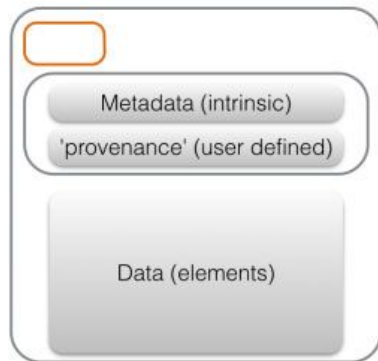 Metadata (intrinsic)
'provenance' (user defined)
Data (elements)